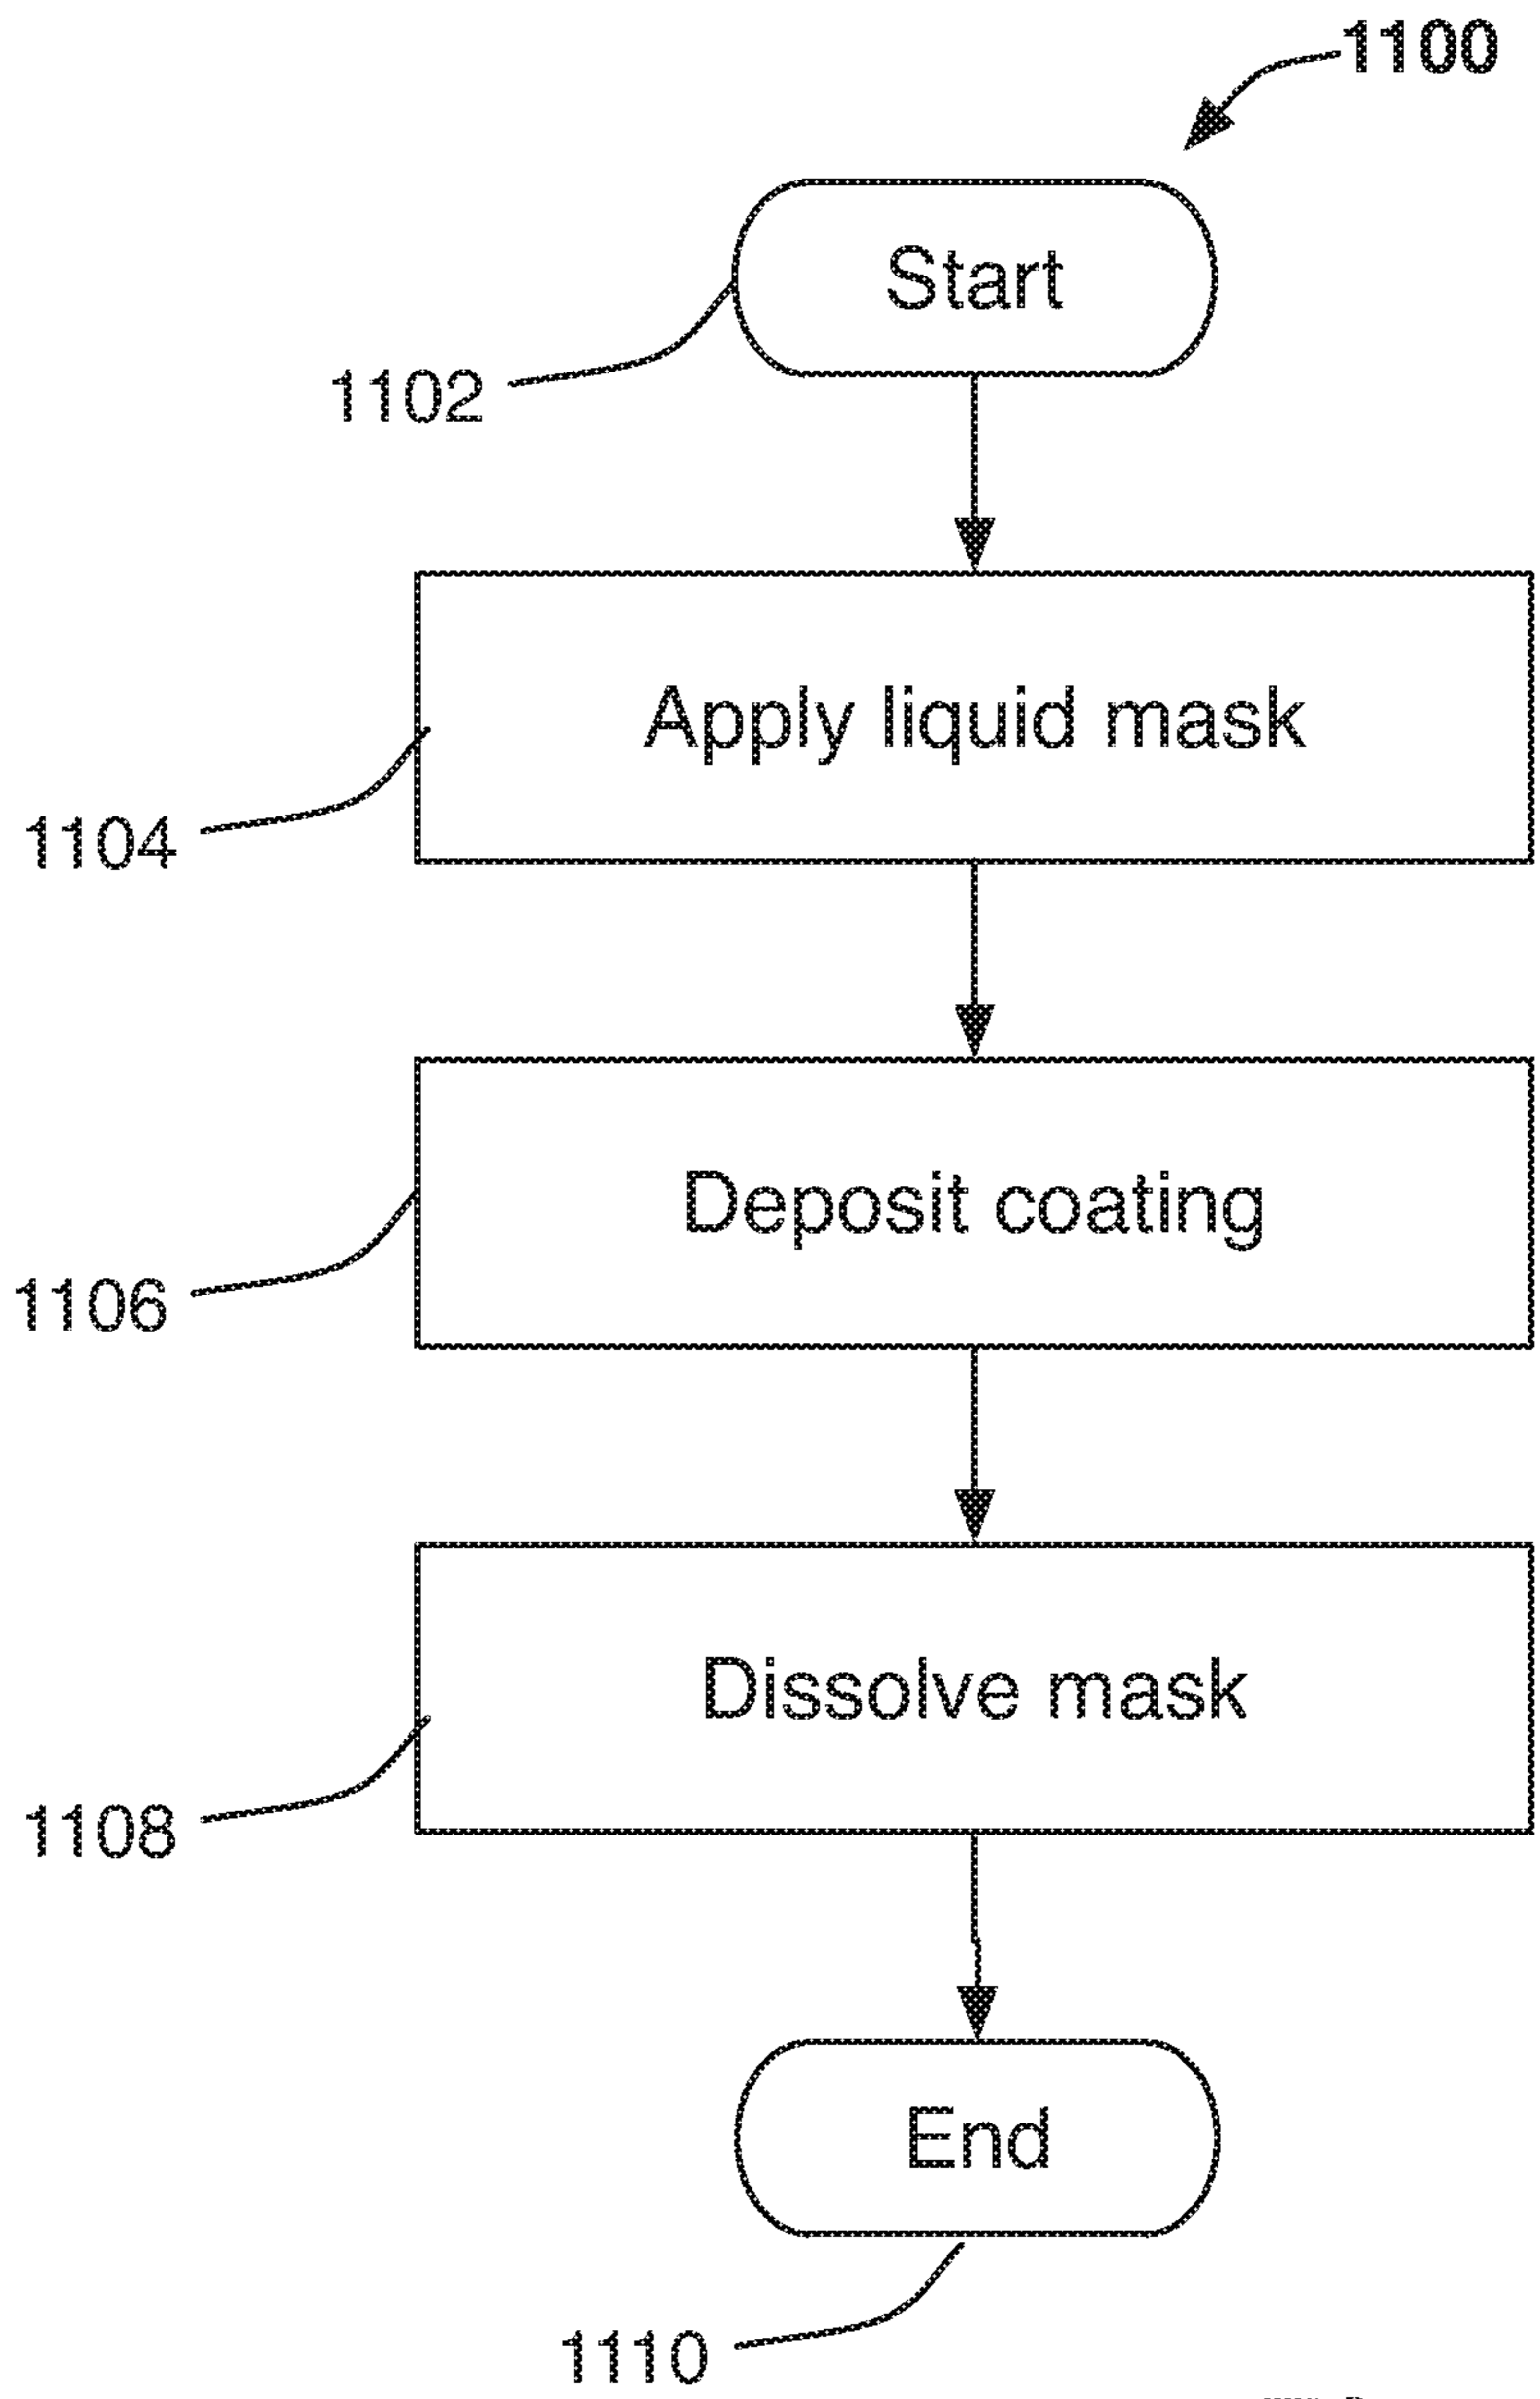 1100
Start
1102
Apply liquid mask
1104
Deposit coating
1106
Dissolve mask
1108
End
1110